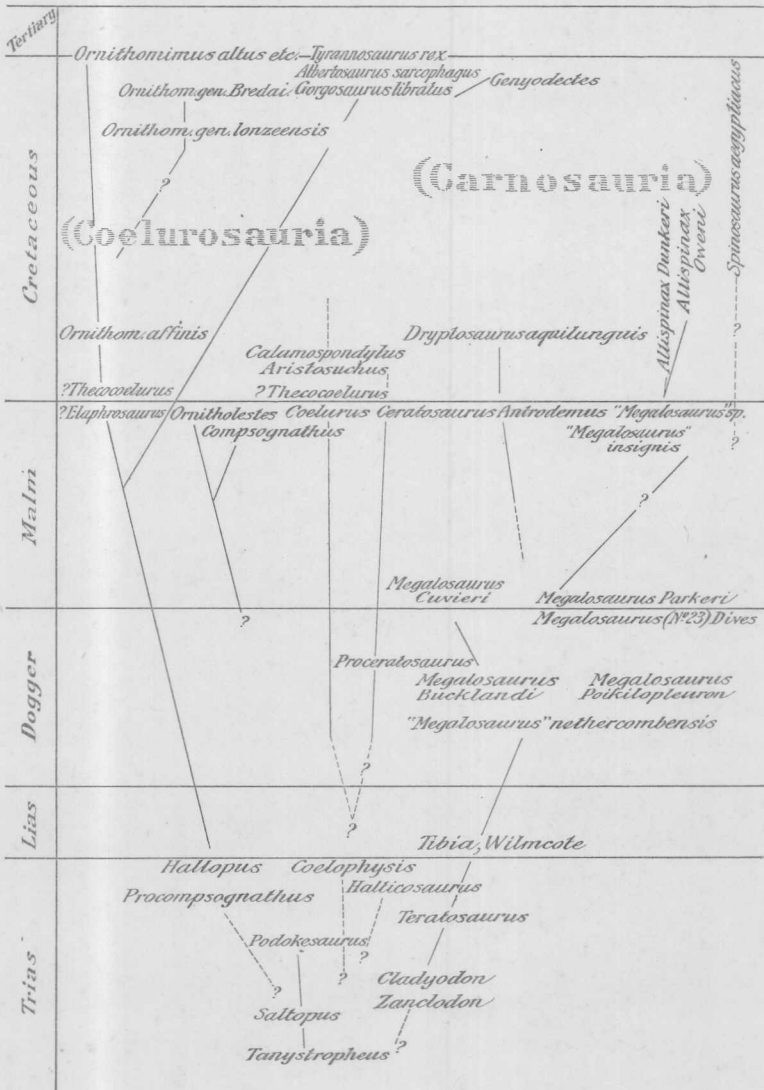 Tertiary
Ornithomimus altus etc. Tyrannosaurus rex
Albertosaurus sarcophagus
Ornithom. gen. Bredai Gorgosaurus libratus Genyodectes
Ornithom. gen. lonzeensis
?
(Carnosauria)
(Coelurosauria)
?
Cretaceous
Spinosaurus aegyptiacus
Allispinax Dunkeri
Allispinax
Oweni
?
Ornithom. affinis
Calamospondylus
Aristosuchus
Dryptosaurus aquilunguis
?Thecocoelurus ?Thecocoelurus
?Elaphrosaurus Ornitholestes Coelurus Ceratosaurus Antrodemus "Megalosaurus" sp.
Compsognathus "Megalosaurus"
insignis ?
Malm
?
Megalosaurus
Cuvieri
Megalosaurus Parkeri
Megalosaurus (Nº 23) Dives
?
Dogger
Proceratosaurus
Megalosaurus Megalosaurus
Bucklandi Poikilopleuron
"Megalosaurus" nethercombensis
?
Lias
?
Tibia, Wilmcote
Hallopus Coelophysis
Halticosaurus
Procompsognathus
Teratosaurus
Podokesaurus
?
Trias
? ?
Cladyodon
Zanclodon
Saltopus
Tanystropheus ?